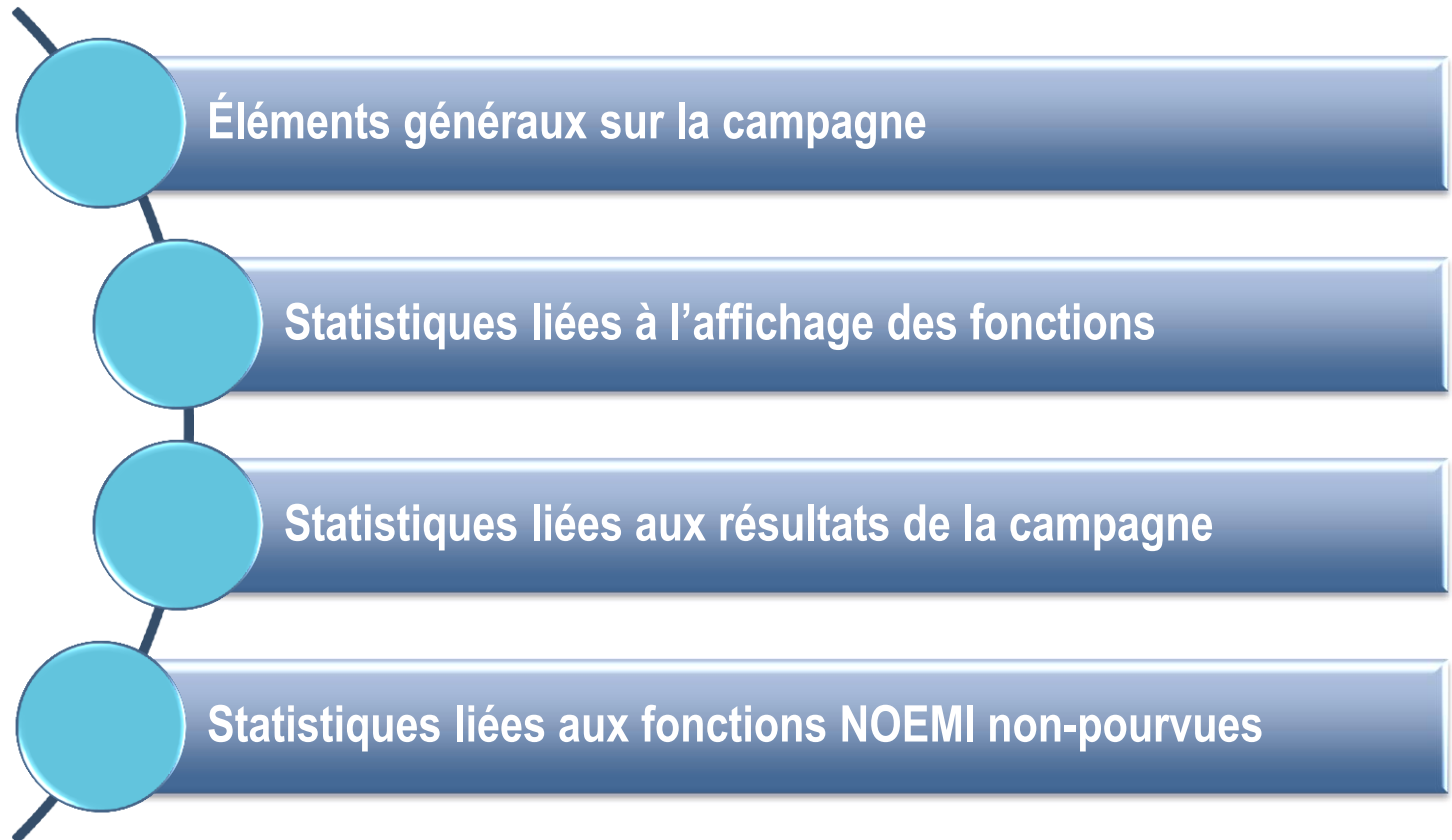 Éléments généraux sur la campagne
Statistiques liées à l’affichage des fonctions
Statistiques liées aux résultats de la campagne
Statistiques liées aux fonctions NOEMI non-pourvues